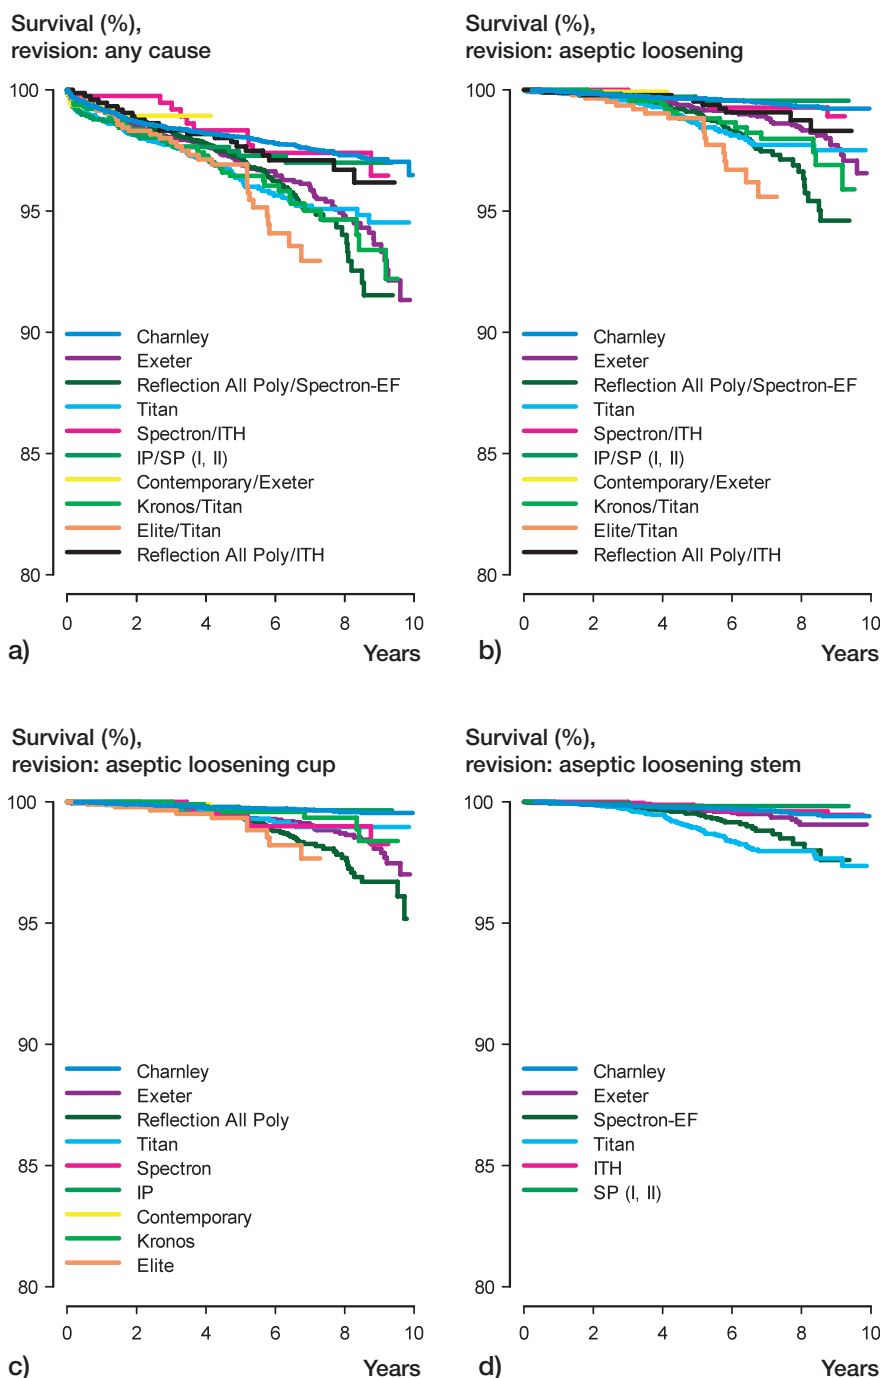 Survival (%),
revision: any cause
100
95
90
85
80
Charnley
Exeter
Reflection All Poly/Spectron-EF
Titan
Spectron/ITH
IP/SP (I, II)
Contemporary/Exeter
Kronos/Titan
Elite/Titan
Reflection All Poly/ITH
0 2 4 6 8 10
a) Years
Survival (%),
revision: aseptic loosening
100
95
90
85
80
Charnley
Exeter
Reflection All Poly/Spectron-EF
Titan
Spectron/ITH
IP/SP (I, II)
Contemporary/Exeter
Kronos/Titan
Elite/Titan
Reflection All Poly/ITH
0 2 4 6 8 10
b) Years
Survival (%),
revision: aseptic loosening cup
100
95
90
85
80
Charnley
Exeter
Reflection All Poly
Titan
Spectron
IP
Contemporary
Kronos
Elite
0 2 4 6 8 10
c) Years
Survival (%),
revision: aseptic loosening stem
100
95
90
85
80
Charnley
Exeter
Spectron-EF
Titan
ITH
SP (I, II)
0 2 4 6 8 10
d) Years